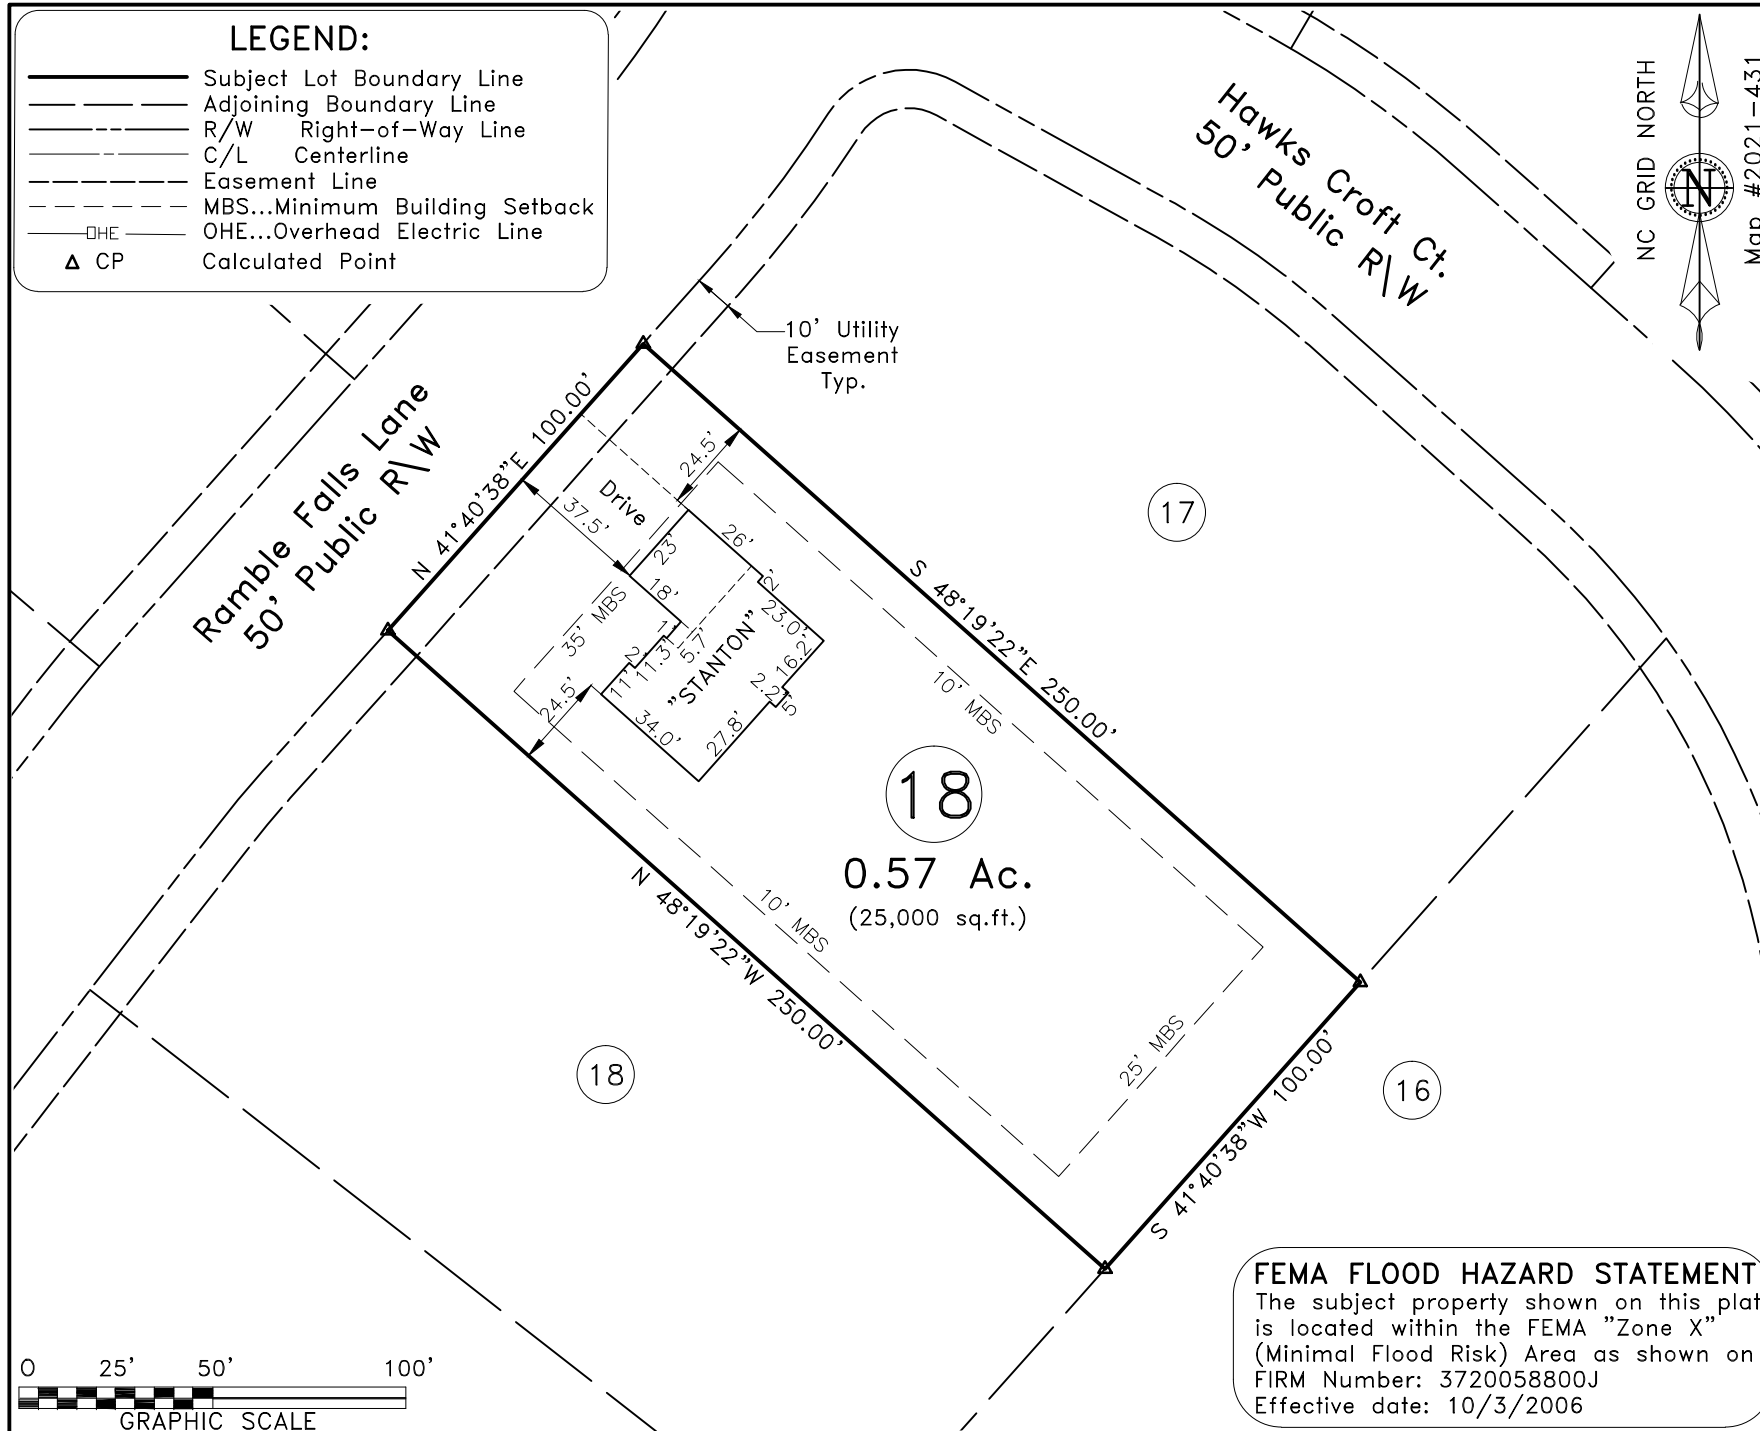 LEGEND:
Subject Lot Boundary Line
Adjoining Boundary Line
R/W Right-of-Way Line
C/L Centerline
Easement Line
MBS...Minimum Building Setback
OHE OHE...Overhead Electric Line
CP Calculated Point
Hawks Croft Ct.
50' Public R\W
NC GRID NORTH
N
Map #2021-431
10' Utility
Easement
Typ.
Ramble Falls Lane
50' Public R\W
N 41°40'38"E 100.00'
Drive
24.5'
37.5'
23'
26'
2'
18'
35' MBS
1'
5.7'
23.0'
2'
11.3'
11'
"STANTON"
16.2'
2.2'
5'
24.5'
34.0'
27.8'
17
S 48°19'22"E 250.00'
10' MBS
18
0.57 Ac.
(25,000 sq.ft.)
10' MBS
N 48°19'22"W 250.00'
25' MBS
S 41°40'38"W 100.00'
18
16
0 25' 50' 100'
GRAPHIC SCALE
FEMA FLOOD HAZARD STATEMENT
The subject property shown on this plat
is located within the FEMA "Zone X"
(Minimal Flood Risk) Area as shown on
FIRM Number: 3720058800J
Effective date: 10/3/2006